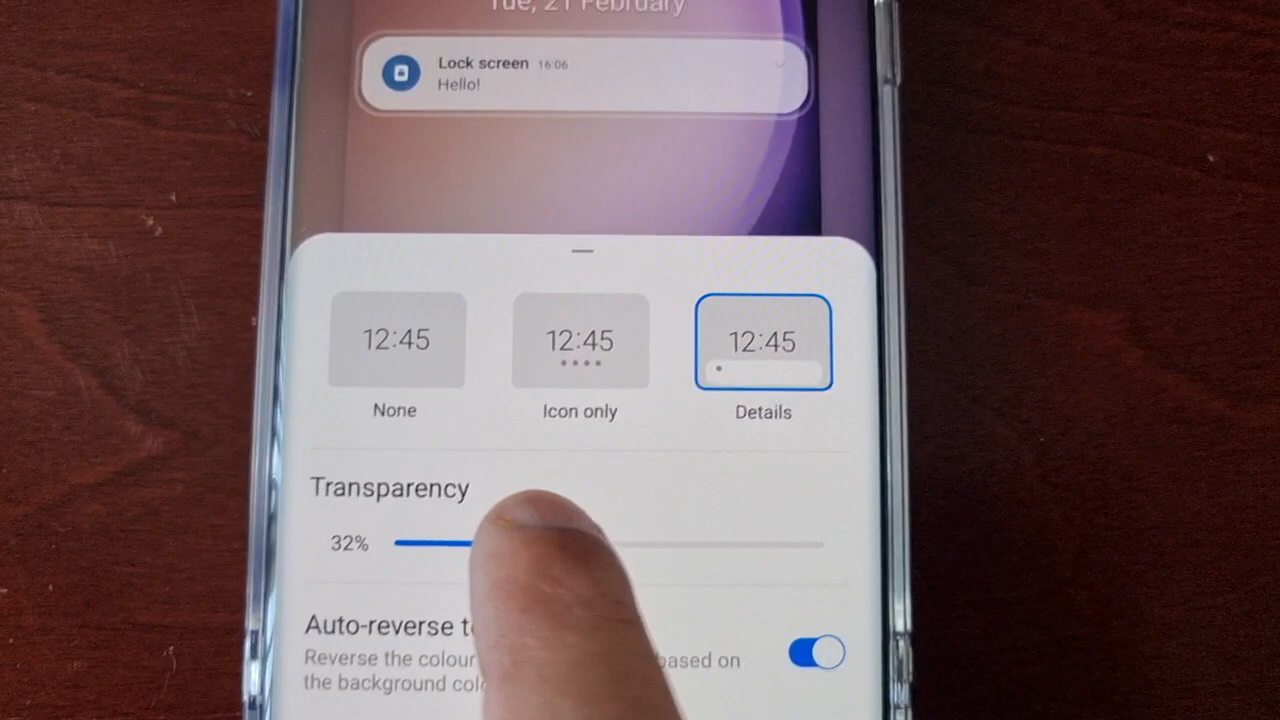 Tue, 21 February
Lock screen 16:06
Hello!
12:45
12:45
12:45
None
Icon only
Details
Transparency
32%
Auto-reverse
Reverse the colour based on
the background